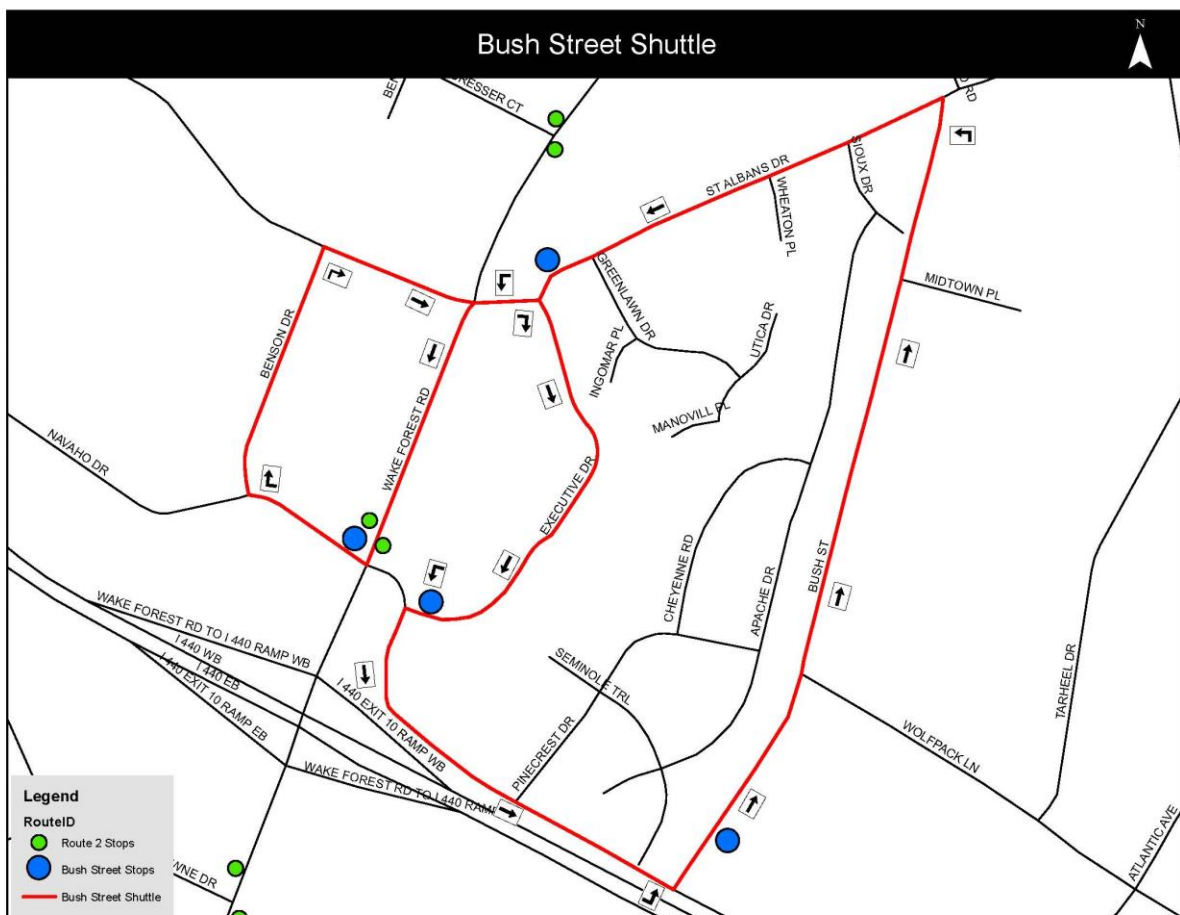 Bush Street Shuttle
N
RESSER CT
BEN
RD
SIOUX DR
ST ALBANS DR
WHEATON PL
GREENLAWN DR
MIDTOWN PL
BENSON DR
INGOMAR PL
UTICA DR
WAKE FOREST RD
MANOVILL PL
NAVAHO DR
EXECUTIVE DR
CHEYENNE RD
BUSH ST
APACHE DR
WAKE FOREST RD TO I 440 RAMP WB
I 440 WB
I 440 EB
I 440 EXIT 10 RAMP EB
SEMINOLE TRL
TARHEEL DR
I 440 EXIT 10 RAMP WB
PINECREST DR
WOLFPACK LN
WAKE FOREST RD TO I 440 RAMP
ATLANTIC AVE
WNE DR
Legend
RouteID
Route 2 Stops
Bush Street Stops
Bush Street Shuttle